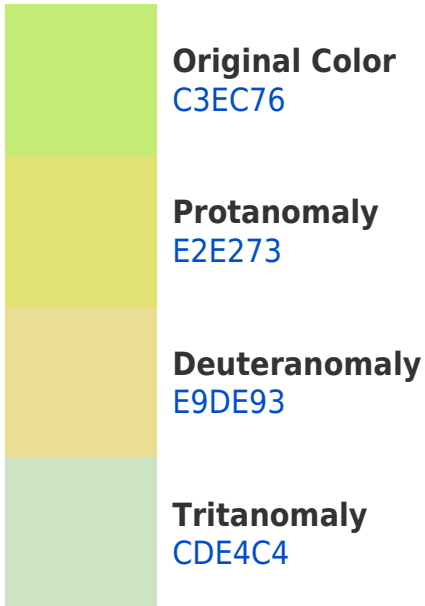 Original Color
C3EC76
Protanomaly
E2E273
Deuteranomaly
E9DE93
Tritanomaly
CDE4C4